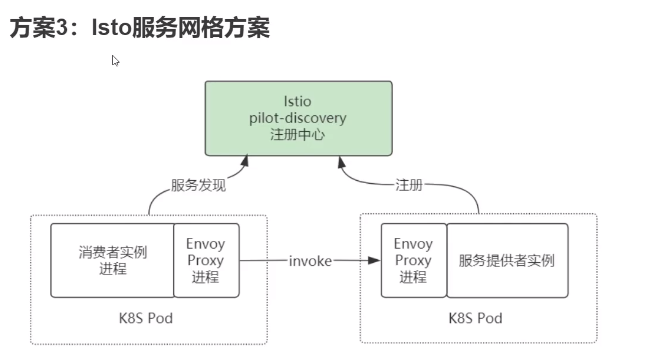 方案3：Isto服务网格方案
Istio
pilot-discovery
注册中心
服务发现
注册
消费者实例
进程
Envoy
Proxy
进程
invoke
Envoy
Proxy
进程
服务提供者实例
K8S Pod
K8S Pod